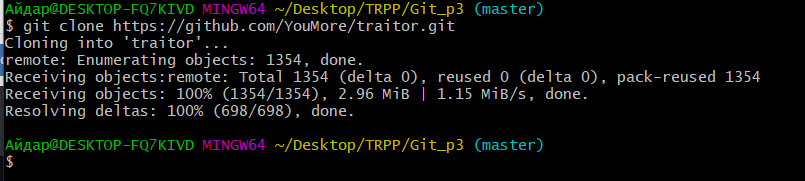 Айдар@DESKTOP-FQ7KIVD MINGW64 ~/Desktop/TRPP/Git_p3 (master)
$ git clone https://github.com/YouMore/traitor.git
Cloning into 'traitor'...
remote: Enumerating objects: 1354, done.
Receiving objects:remote: Total 1354 (delta 0), reused 0 (delta 0), pack-reused 1354
Receiving objects: 100% (1354/1354), 2.96 MiB | 1.15 MiB/s, done.
Resolving deltas: 100% (698/698), done.
Айдар@DESKTOP-FQ7KIVD MINGW64 ~/Desktop/TRPP/Git_p3 (master)
$